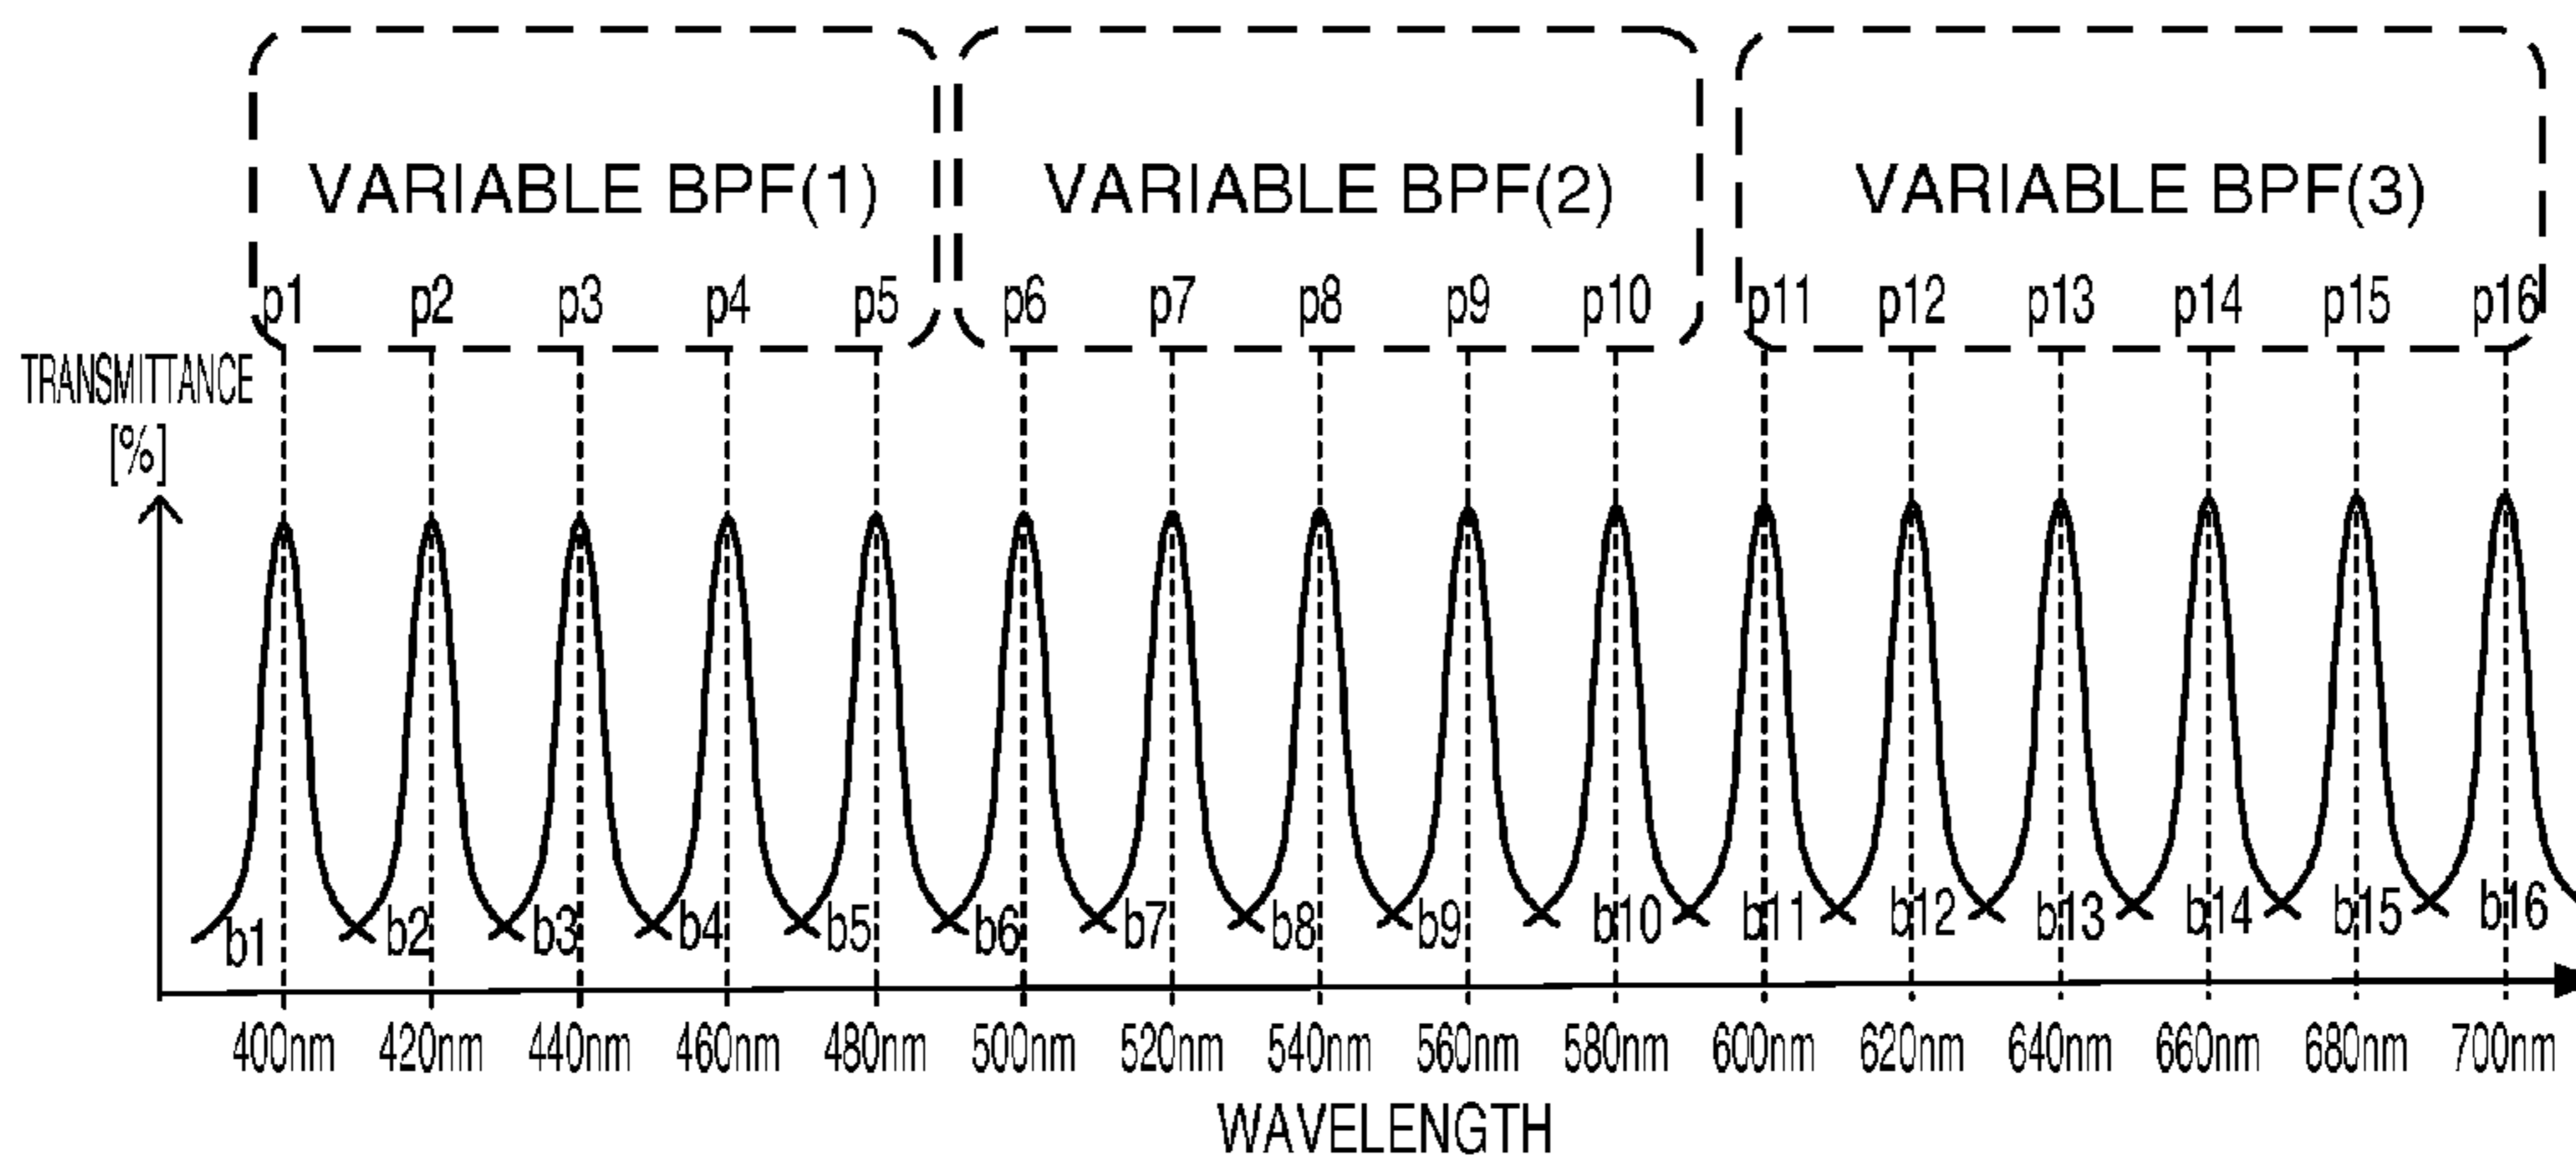 VARIABLE BPF(1) VARIABLE BPF(2) VARIABLE BPF(3)
p1 p2 p3 p4 p5 p6 p7 p8 p9 p10 p11 p12 p13 p14 p15 p16
TRANSMITTANCE
[%]
b1 b2 b3 b4 b5 b6 b7 b8 b9 b10 b11 b12 b13 b14 b15 b16
400nm 420nm 440nm 460nm 480nm 500nm 520nm 540nm 560nm 580nm 600nm 620nm 640nm 660nm 680nm 700nm
WAVELENGTH